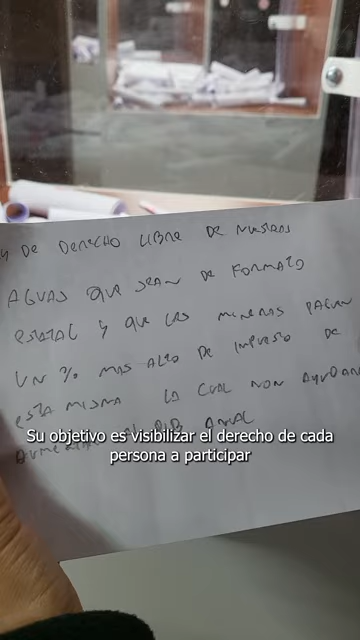 DE DERECHO LIBRE DE NUESTRAS
AGUAS QUE SEAN DE FORMATO
ESTATAL Y QUE LAS MINERAS PAGUEN
UN % MAS ALTO DE IMPUESTO DE
ESTA MISMA LA CUAL NOS AYUDARA
AL PIB ANUAL
Su objetivo es visibilizar el derecho de cada
persona a participar